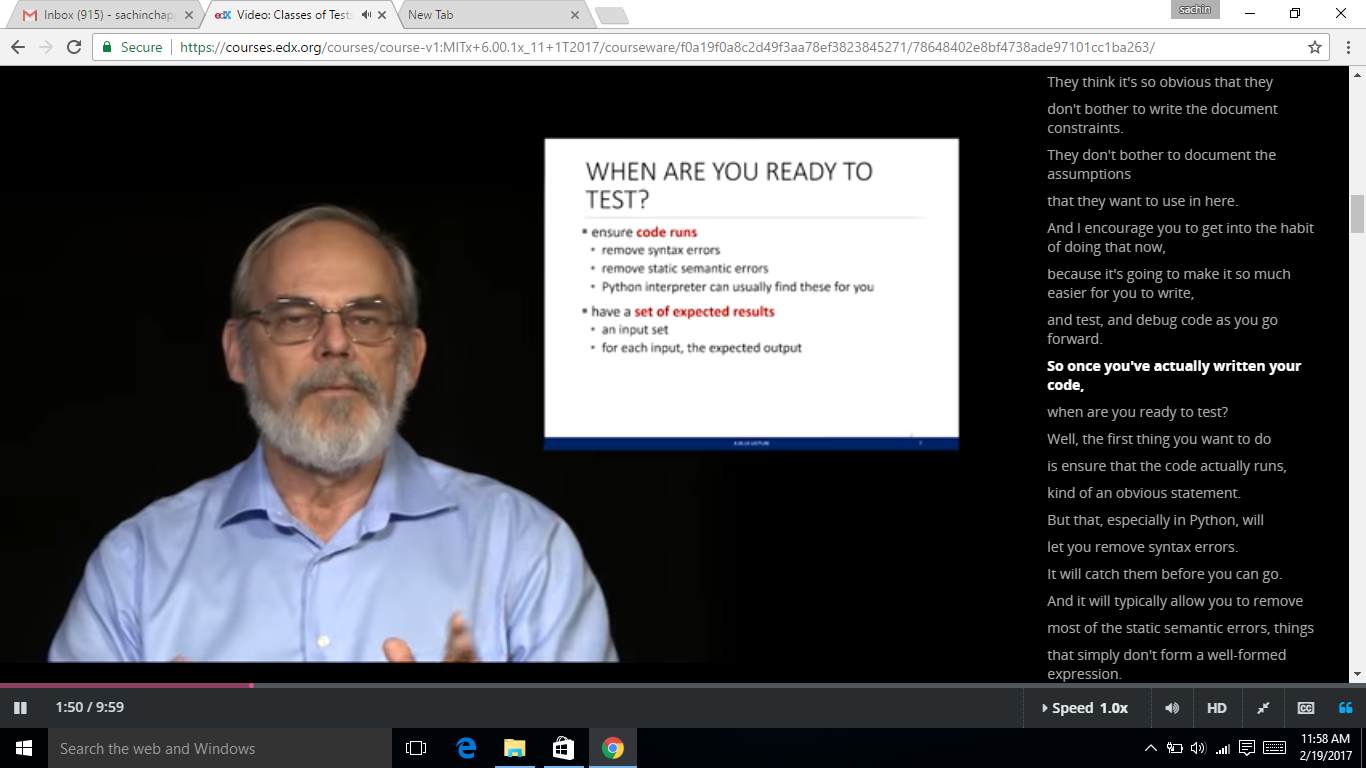 Inbox (915) - sachinchap
Video: Classes of Tests
New Tab
sachin
Secure
https://courses.edx.org/courses/course-v1:MITx+6.00.1x_11+1T2017/courseware/f0a19f0a8c2d49f3aa78ef3823845271/78648402e8bf4738ade97101cc1ba263/
WHEN ARE YOU READY TO
TEST?
▪ ensure code runs
• remove syntax errors
• remove static semantic errors
• Python interpreter can usually find these for you
▪ have a set of expected results
• an input set
• for each input, the expected output
6.00.1X LECTURE
7
They think it's so obvious that they
don't bother to write the document
constraints.
They don't bother to document the
assumptions
that they want to use in here.
And I encourage you to get into the habit
of doing that now,
because it's going to make it so much
easier for you to write,
and test, and debug code as you go
forward.
So once you've actually written your
code,
when are you ready to test?
Well, the first thing you want to do
is ensure that the code actually runs,
kind of an obvious statement.
But that, especially in Python, will
let you remove syntax errors.
It will catch them before you can go.
And it will typically allow you to remove
most of the static semantic errors, things
that simply don't form a well-formed
expression.
1:50 / 9:59
Speed 1.0x
HD
CC
Search the web and Windows
11:58 AM
2/19/2017